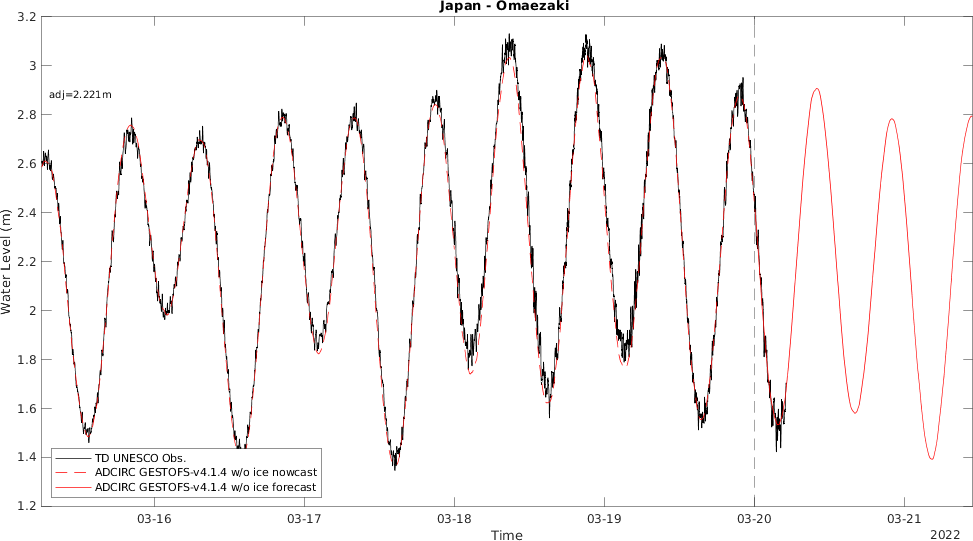 Japan - Omaezaki
3.2
3
2.8
2.6
2.4
2.2
2
1.8
1.6
1.4
1.2
Water Level (m)
adj=2.221m
TD UNESCO Obs.
ADCIRC GESTOFS-v4.1.4 w/o ice nowcast
ADCIRC GESTOFS-v4.1.4 w/o ice forecast
03-16
03-17
03-18
03-19
03-20
03-21
Time
2022